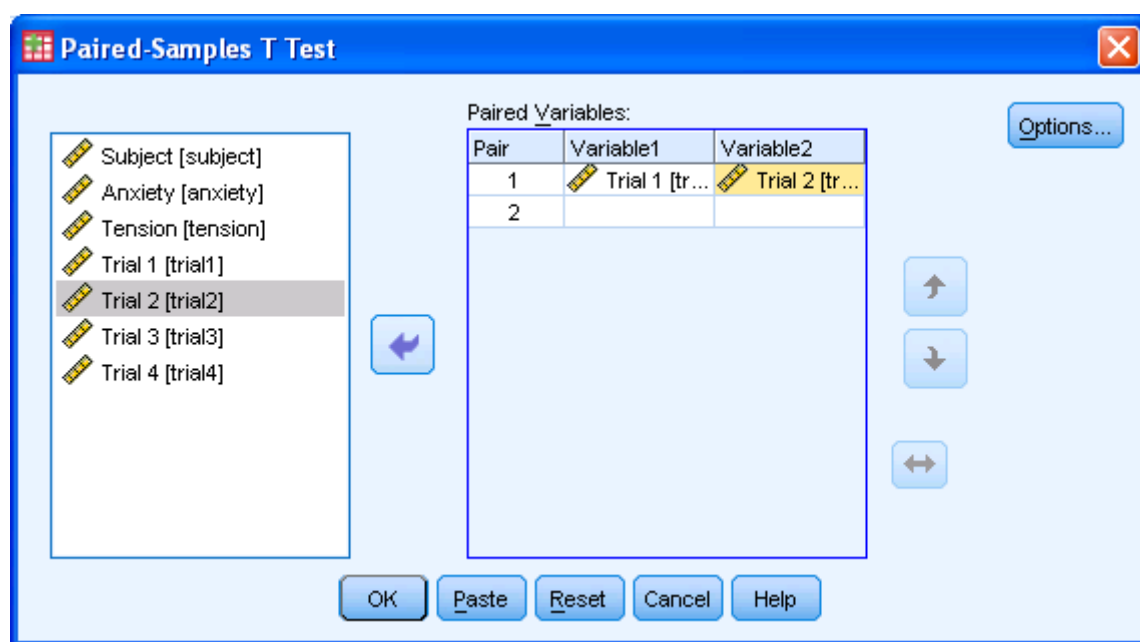 Paired-Samples T Test
Paired Variables:
Options...
Subject [subject]
Anxiety [anxiety]
Tension [tension]
Trial 1 [trial1]
Trial 2 [trial2]
Trial 3 [trial3]
Trial 4 [trial4]
Pair Variable1 Variable2
1 Trial 1 [tr... Trial 2 [tr...
2
OK Paste Reset Cancel Help